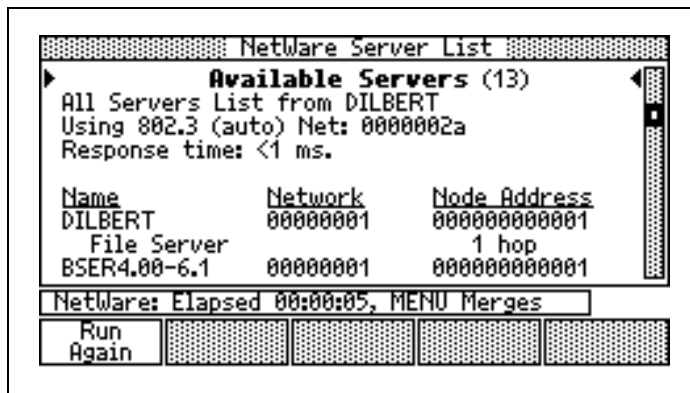 NetWare Server List
Available Servers (13)
All Servers List from DILBERT
Using 802.3 (auto) Net: 0000002a
Response time: <1 ms.
Name Network Node Address
DILBERT 00000001 000000000001
File Server 1 hop
BSER4.00-6.1 00000001 000000000001
NetWare: Elapsed 00:00:05, MENU Merges
Run
Again